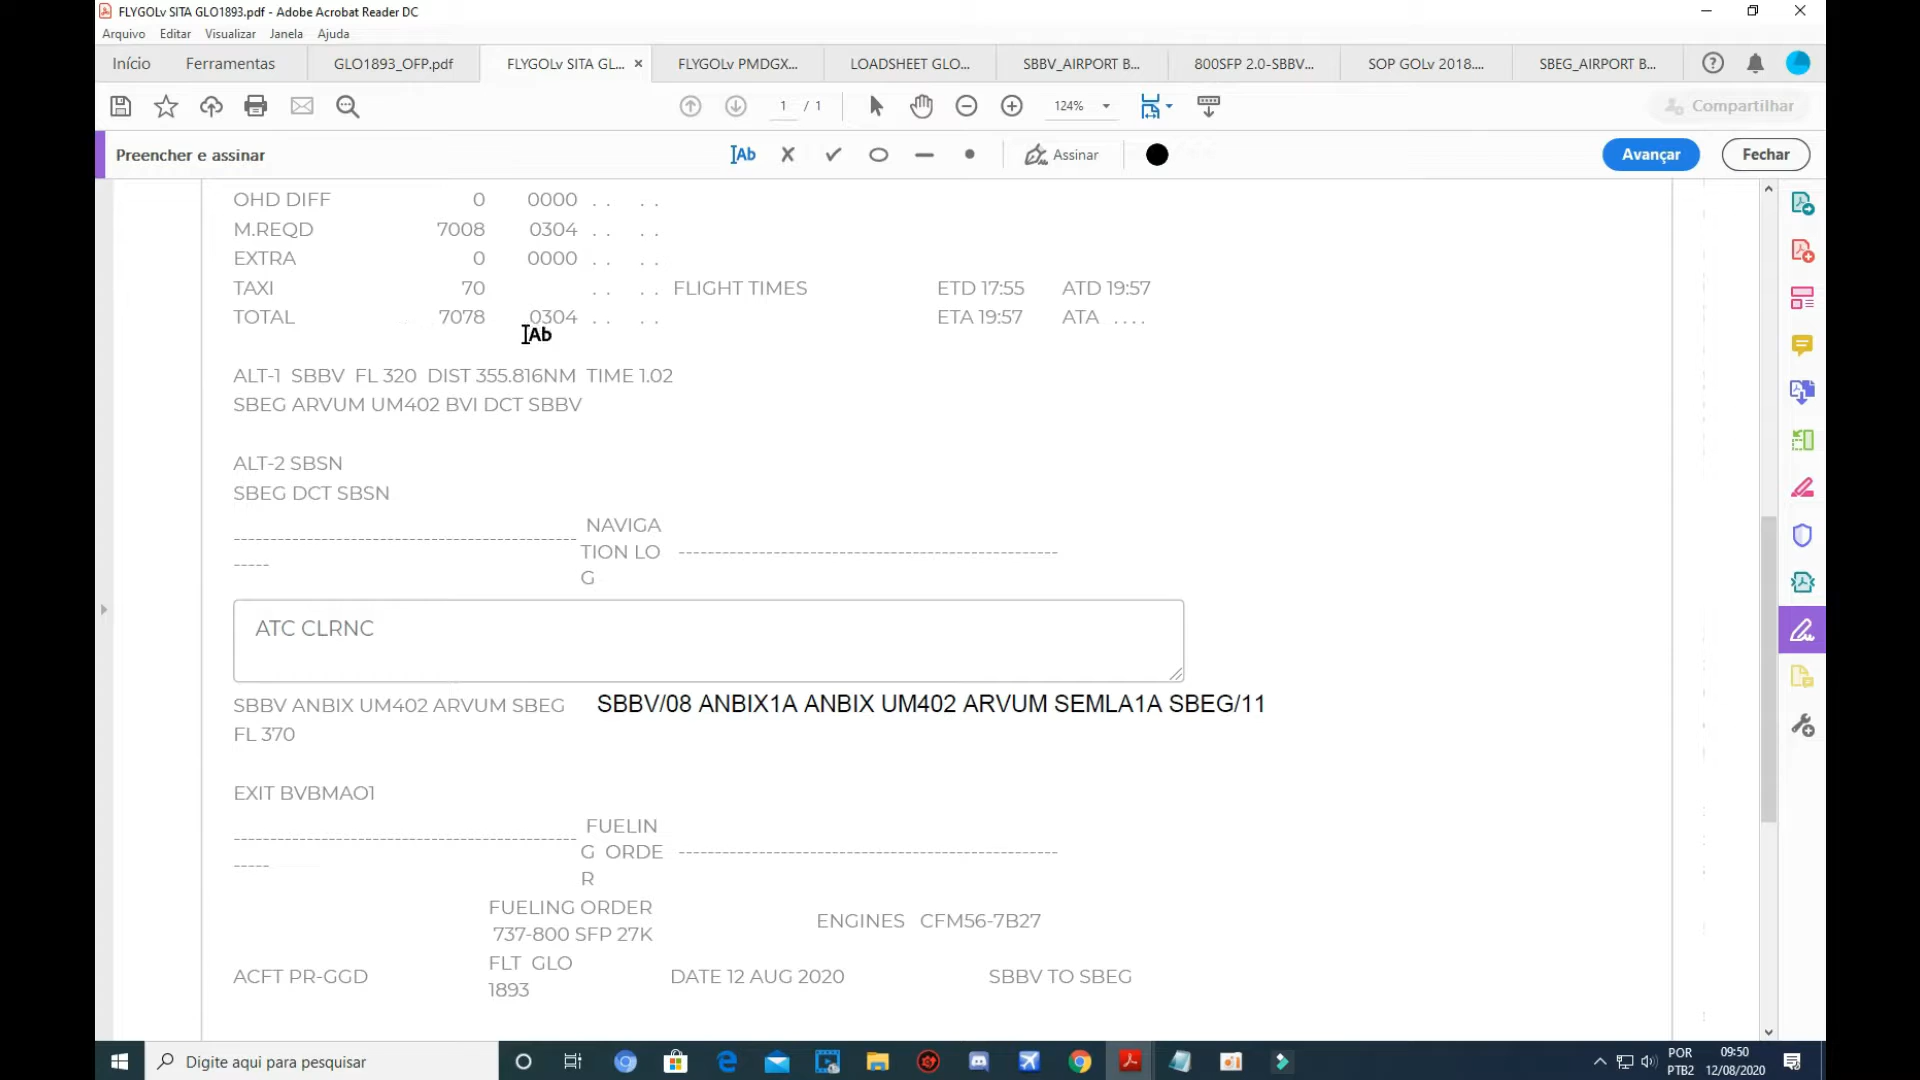 FLYGOLv SITA GLO1893.pdf - Adobe Acrobat Reader DC
Arquivo Editar Visualizar Janela Ajuda
Início Ferramentas GLO1893_OFP.pdf FLYGOLv SITA GL... × FLYGOLv PMDGX... LOADSHEET GLO... SBBV_AIRPORT B... 800SFP 2.0-SBBV... SOP GOLv 2018.... SBEG_AIRPORT B...
1 / 1 124% Compartilhar
Preencher e assinar Ab Assinar Avançar Fechar
OHD DIFF 0 0000 . . . .
M.REQD 7008 0304 . . . .
EXTRA 0 0000 . . . .
TAXI 70 . . . . FLIGHT TIMES ETD 17:55 ATD 19:57
TOTAL 7078 0304 . . . . ETA 19:57 ATA ....
Ab
ALT-1 SBBV FL 320 DIST 355.816NM TIME 1.02
SBEG ARVUM UM402 BVI DCT SBBV
ALT-2 SBSN
SBEG DCT SBSN
----------------------------------------------- NAVIGA
TION LO ----------------------------------------------------
-----
G
ATC CLRNC
SBBV ANBIX UM402 ARVUM SBEG SBBV/08 ANBIX1A ANBIX UM402 ARVUM SEMLA1A SBEG/11
FL 370
EXIT BVBMAO1
----------------------------------------------- FUELIN
G ORDE ----------------------------------------------------
-----
R
FUELING ORDER
737-800 SFP 27K ENGINES CFM56-7B27
ACFT PR-GGD FLT GLO
1893 DATE 12 AUG 2020 SBBV TO SBEG
Digite aqui para pesquisar POR 09:50
PTB2 12/08/2020